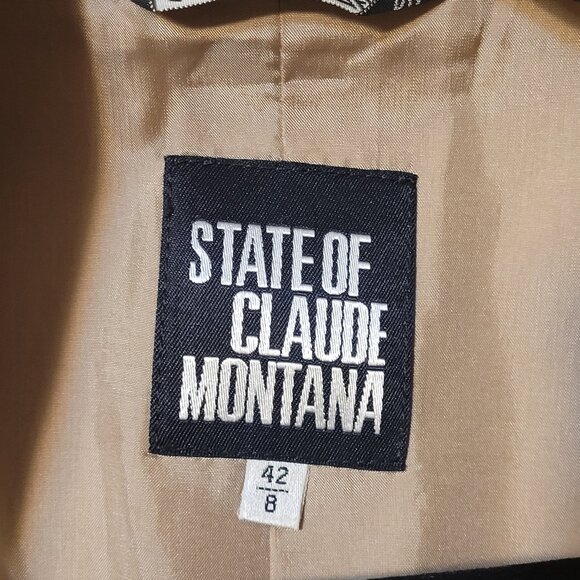 STATE OF
CLAUDE
MONTANA
42
8